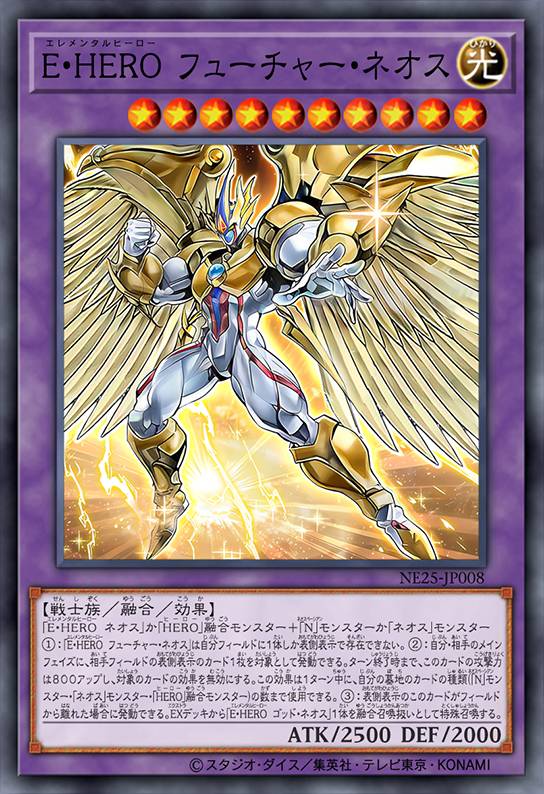 エレメンタルヒーロー
E・HERO フューチャー・ネオス
ひかり
光
NE25-JP008
せんしぞく ゆうごう こうか
【戦士族/融合/効果】
「E・HERO ネオス」か「HERO」融合モンスター+「N」モンスターか「ネオス」モンスター
①:「E・HERO フューチャー・ネオス」は自分フィールドに1体しか表側表示で存在できない。②:自分・相手のメイン
フェイズに、相手フィールドの表側表示のカード1枚を対象として発動できる。ターン終了時まで、このカードの攻撃力
は800アップし、対象のカードの効果を無効にする。この効果は1ターン中に、自分の墓地のカードの種類(「N」モン
スター・「ネオス」モンスター・「HERO」融合モンスター)の数まで使用できる。③:表側表示のこのカードがフィールド
から離れた場合に発動できる。EXデッキから「E・HERO ゴッド・ネオス」1体を融合召喚扱いとして特殊召喚する。
ATK/2500 DEF/2000
©スタジオ・ダイス/集英社・テレビ東京・KONAMI